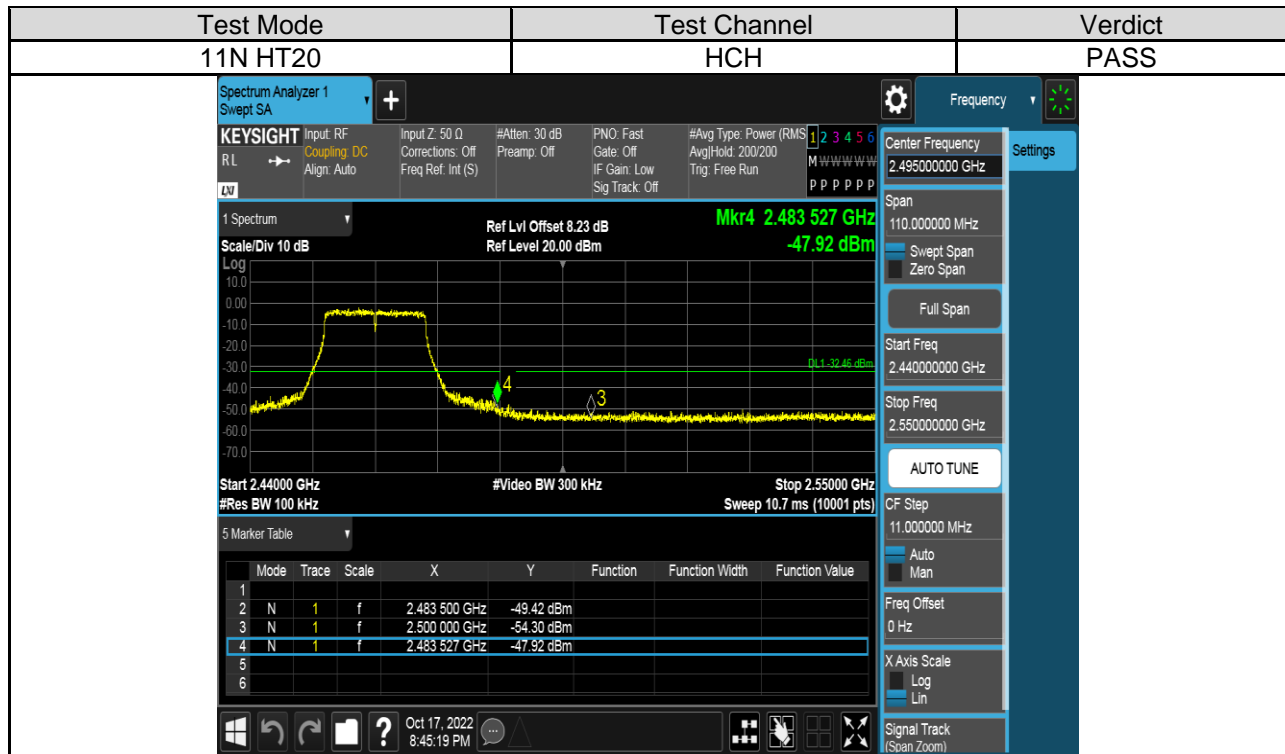 Test Mode Test Channel Verdict
11N HT20 HCH PASS
Spectrum Analyzer 1
Swept SA
+
Frequency
KEYSIGHT Input: RF Input Z: 50 Ω #Atten: 30 dB PNO: Fast #Avg Type: Power (RMS 1 2 3 4 5 6
RL Coupling: DC Corrections: Off Preamp: Off Gate: Off Avg|Hold: 200/200 M W W W W W
Align: Auto Freq Ref: Int (S) IF Gain: Low Trig: Free Run
LXI Sig Track: Off P P P P P P
1 Spectrum
Ref Lvl Offset 8.23 dB Mkr4 2.483 527 GHz
Scale/Div 10 dB Ref Level 20.00 dBm -47.92 dBm
Log
10.0
0.00
-10.0
-20.0
-30.0
DL1 -32.46 dBm
-40.0
4
3
-50.0
-60.0
-70.0
Start 2.44000 GHz #Video BW 300 kHz Stop 2.55000 GHz
#Res BW 100 kHz Sweep 10.7 ms (10001 pts)
5 Marker Table
Mode Trace Scale X Y Function Function Width Function Value
1
2 N 1 f 2.483 500 GHz -49.42 dBm
3 N 1 f 2.500 000 GHz -54.30 dBm
4 N 1 f 2.483 527 GHz -47.92 dBm
5
6
? Oct 17, 2022
8:45:19 PM
Center Frequency
2.495000000 GHz
Settings
Span
110.000000 MHz
Swept Span
Zero Span
Full Span
Start Freq
2.440000000 GHz
Stop Freq
2.550000000 GHz
AUTO TUNE
CF Step
11.000000 MHz
Auto
Man
Freq Offset
0 Hz
X Axis Scale
Log
Lin
Signal Track
(Span Zoom)